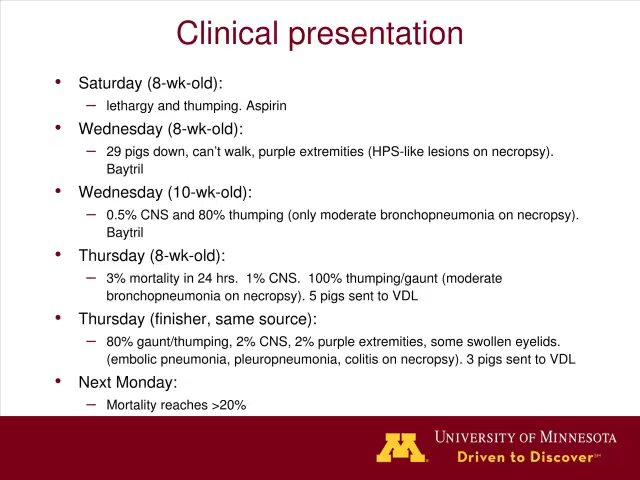 Clinical presentation
• Saturday (8-wk-old):
– lethargy and thumping. Aspirin
• Wednesday (8-wk-old):
– 29 pigs down, can’t walk, purple extremities (HPS-like lesions on necropsy).
Baytril
• Wednesday (10-wk-old):
– 0.5% CNS and 80% thumping (only moderate bronchopneumonia on necropsy).
Baytril
• Thursday (8-wk-old):
– 3% mortality in 24 hrs.  1% CNS.  100% thumping/gaunt (moderate
bronchopneumonia on necropsy). 5 pigs sent to VDL
• Thursday (finisher, same source):
– 80% gaunt/thumping, 2% CNS, 2% purple extremities, some swollen eyelids.
(embolic pneumonia, pleuropneumonia, colitis on necropsy). 3 pigs sent to VDL
• Next Monday:
– Mortality reaches >20%
M
UNIVERSITY OF MINNESOTA
Driven to Discover℠